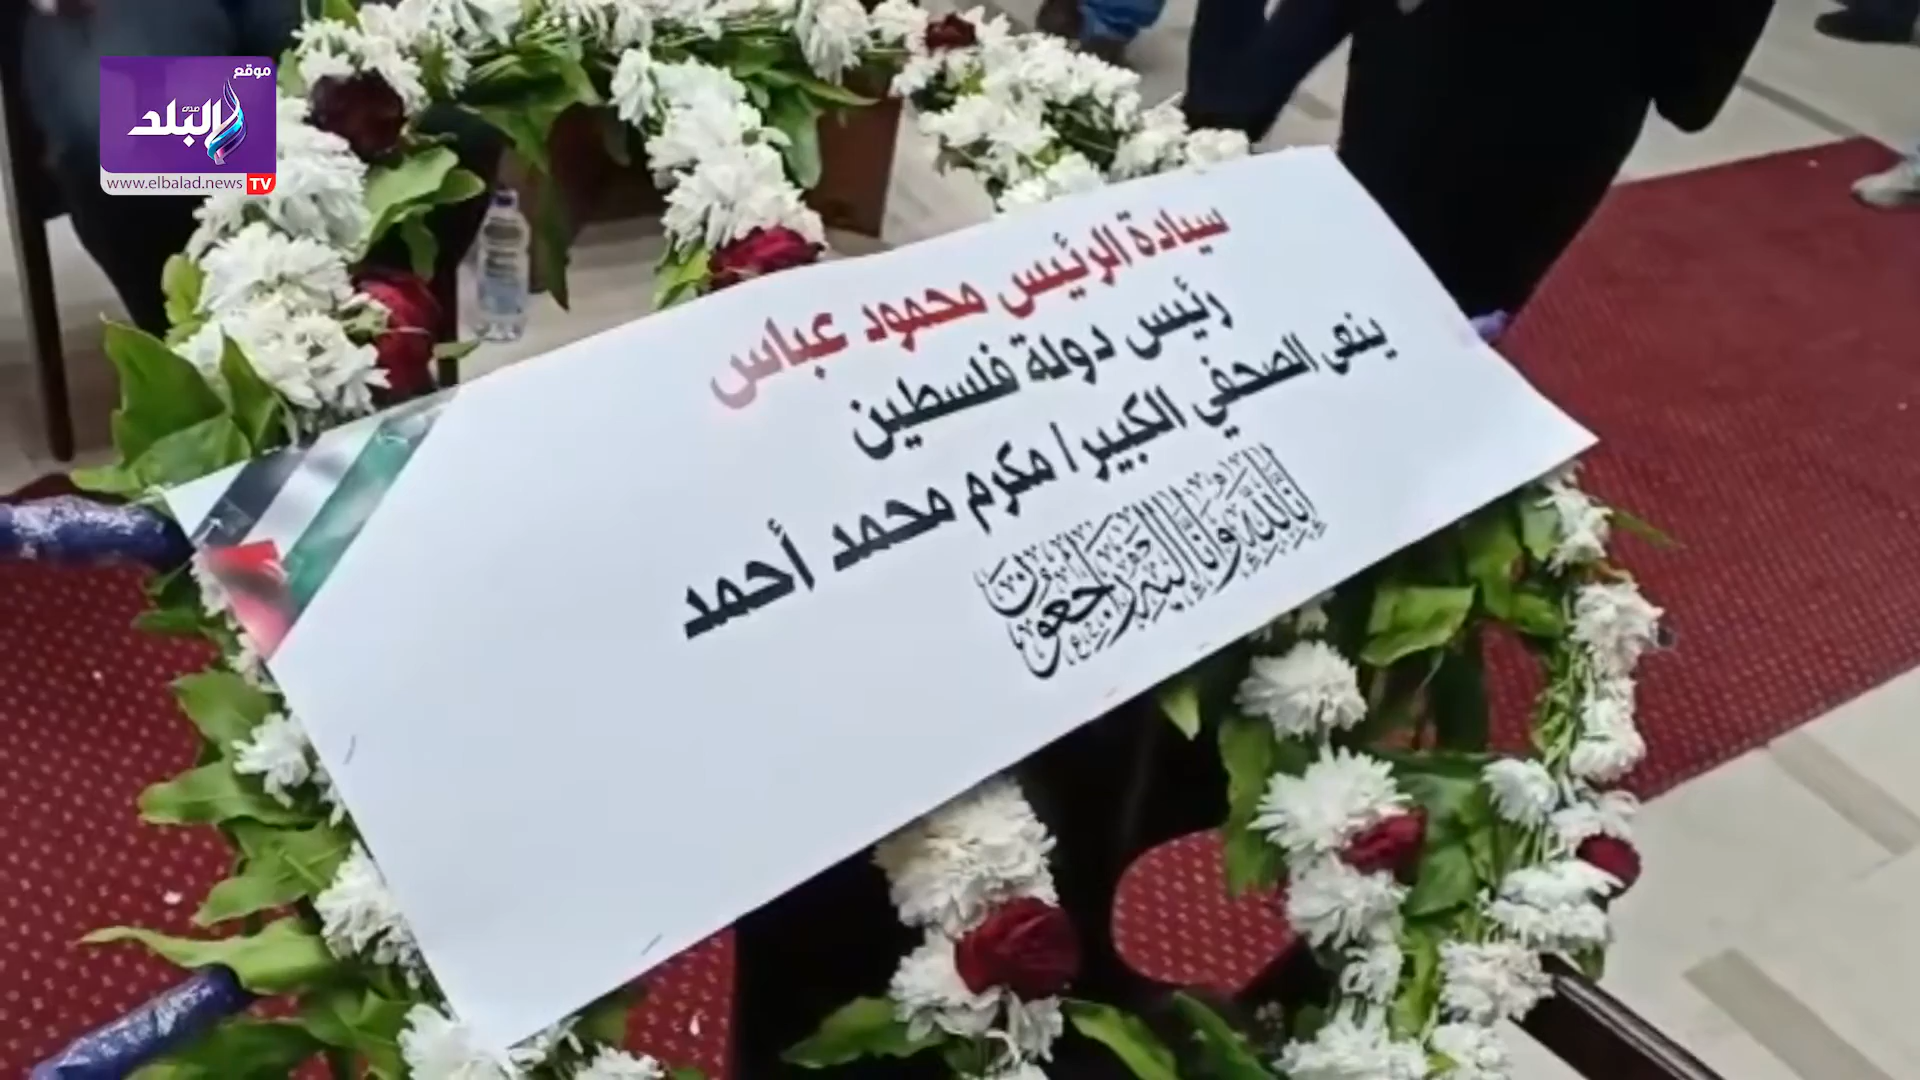 موقع
صدى
البلد
www.elbalad.news TV
سيادة الرئيس محمود عباس
رئيس دولة فلسطين
ينعى الصحفي الكبير/ مكرم محمد أحمد
إنا لله وإنا إليه راجعون